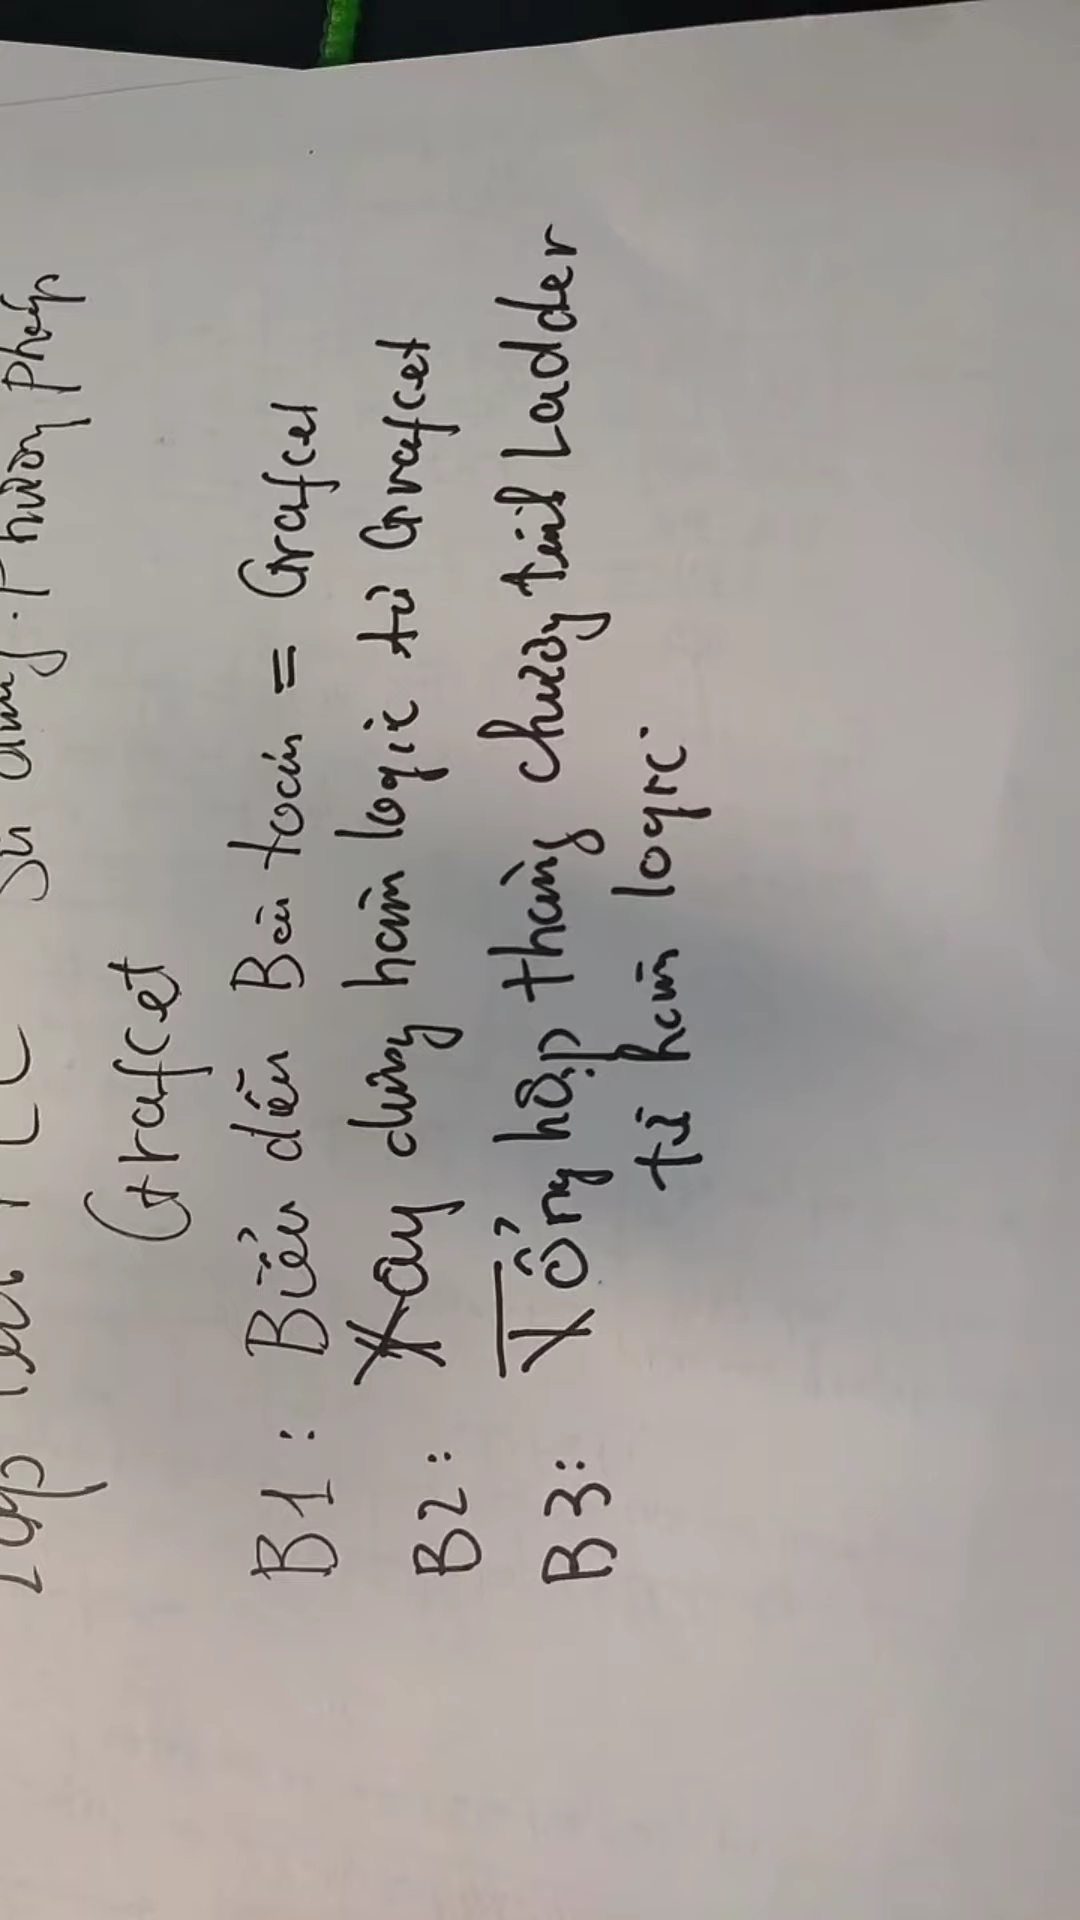 Lập trình PLC Sử dụng Phương pháp
Grafcet
B1: Biểu diễn Bài toán = Grafcet
B2: Xây dựng hàm logic từ Grafcet
B3: Tổng hợp thành chương trình Ladder
từ hàm logic